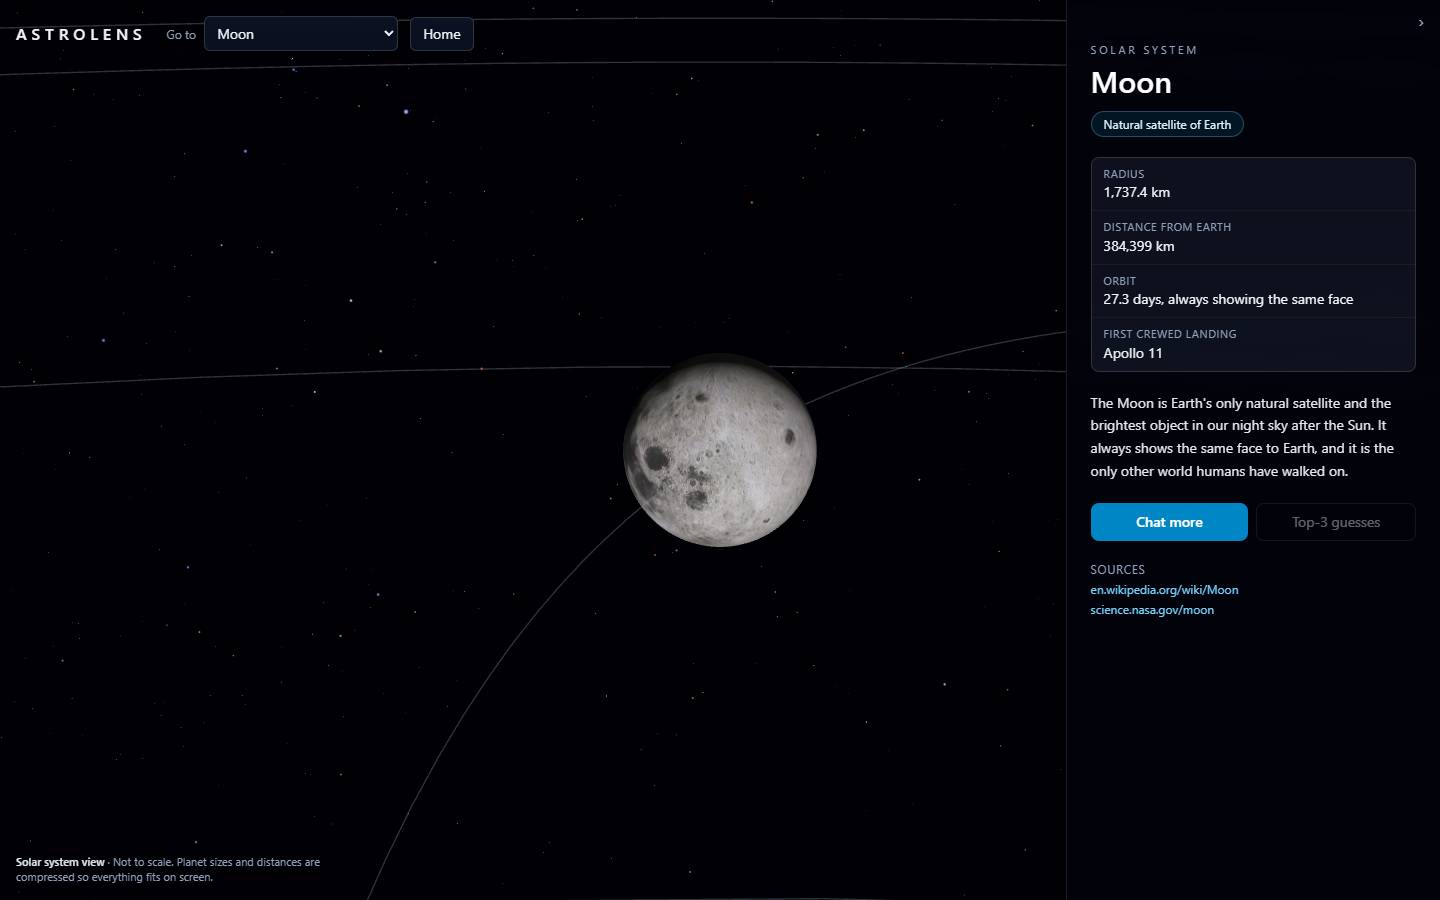 ASTROLENS Go to Moon Home
›
SOLAR SYSTEM
Moon
Natural satellite of Earth
RADIUS
1,737.4 km
DISTANCE FROM EARTH
384,399 km
ORBIT
27.3 days, always showing the same face
FIRST CREWED LANDING
Apollo 11
The Moon is Earth's only natural satellite and the
brightest object in our night sky after the Sun. It
always shows the same face to Earth, and it is the
only other world humans have walked on.
Chat more Top-3 guesses
SOURCES
en.wikipedia.org/wiki/Moon
science.nasa.gov/moon
Solar system view · Not to scale. Planet sizes and distances are
compressed so everything fits on screen.